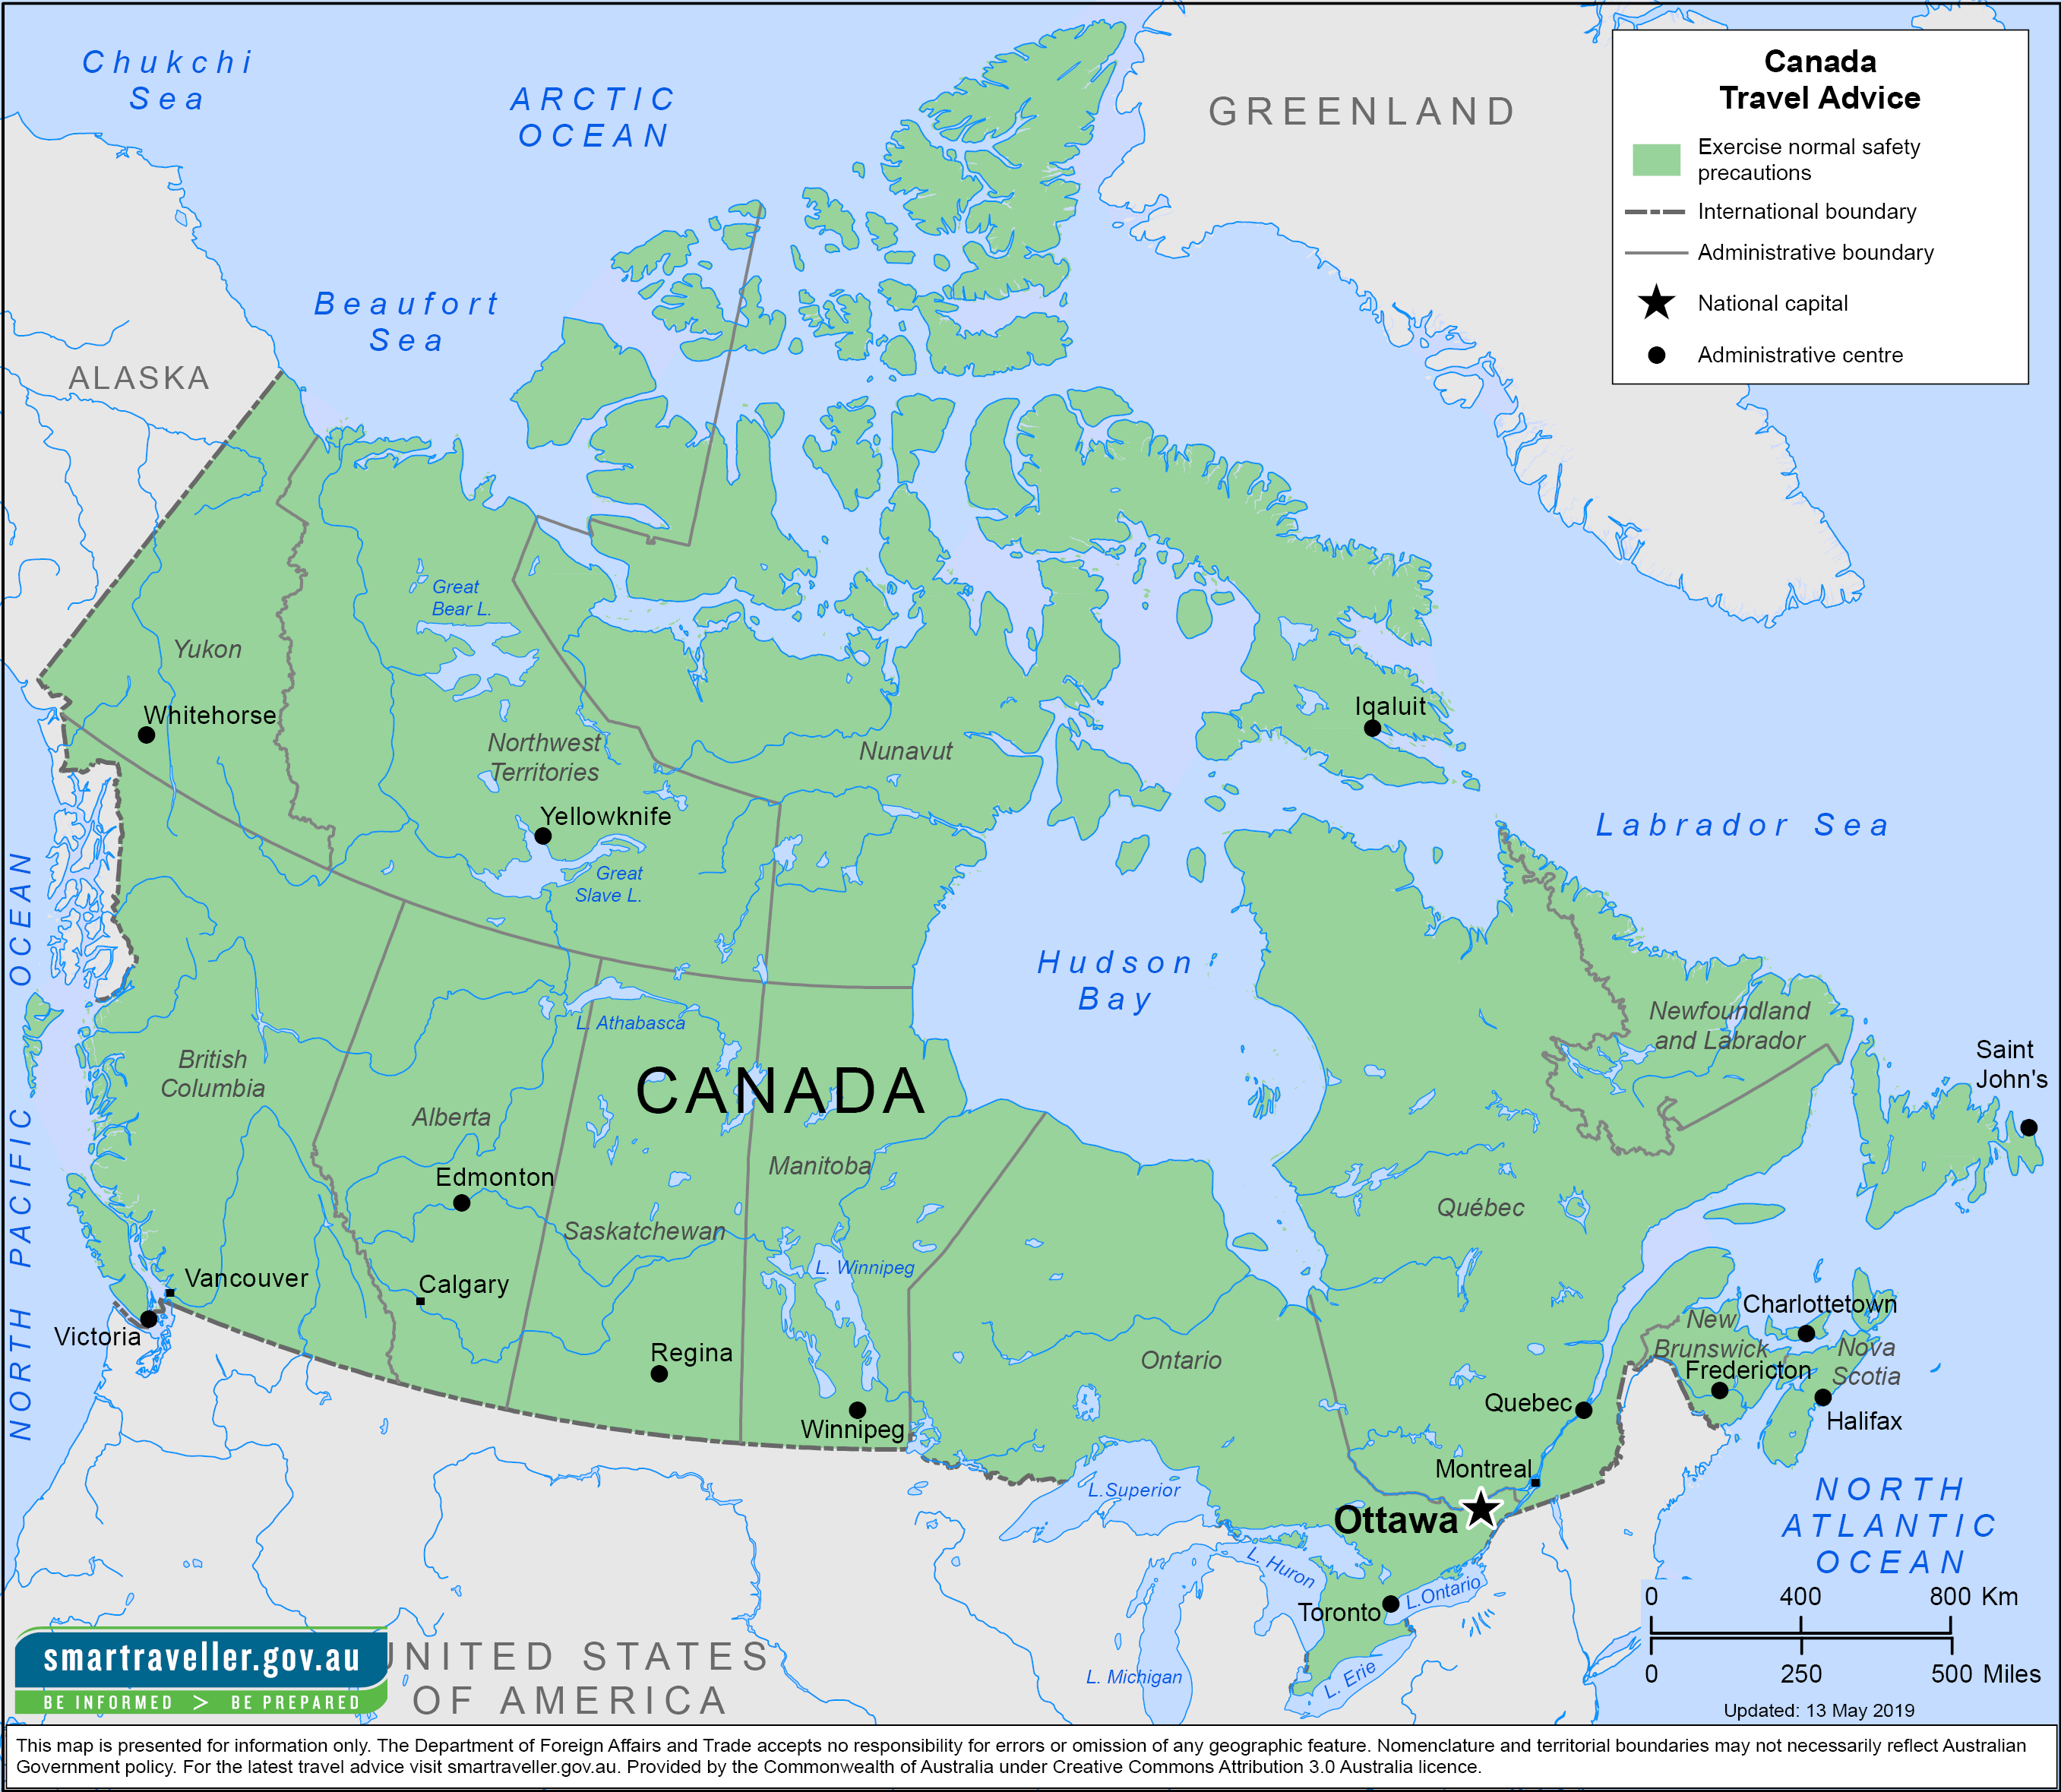 Chukchi
Sea
ARCTIC
OCEAN
GREENLAND
Canada
Travel Advice
Exercise normal safety
precautions
International boundary
Administrative boundary
National capital
Administrative centre
Beaufort
Sea
ALASKA
Great
Bear L.
Yukon
Whitehorse
Northwest
Territories
Nunavut
Iqaluit
Yellowknife
Great
Slave L.
Labrador Sea
Hudson
Bay
NORTH PACIFIC OCEAN
L. Athabasca
Newfoundland
and Labrador
British
Columbia
CANADA
Saint
John's
Alberta
Manitoba
Edmonton
Saskatchewan
Québec
L. Winnipeg
Vancouver
Calgary
Victoria
Regina
Winnipeg
Ontario
Charlottetown
New
Brunswick
Nova
Scotia
Fredericton
Halifax
Quebec
Montreal
L.Superior
Ottawa
NORTH
ATLANTIC
OCEAN
L. Huron
L.Ontario
Toronto
L. Michigan
L. Erie
0 400 800 Km
0 250 500 Miles
Updated: 13 May 2019
UNITED STATES
OF AMERICA
smartraveller.gov.au
BE INFORMED > BE PREPARED
This map is presented for information only. The Department of Foreign Affairs and Trade accepts no responsibility for errors or omission of any geographic feature. Nomenclature and territorial boundaries may not necessarily reflect Australian
Government policy. For the latest travel advice visit smartraveller.gov.au. Provided by the Commonwealth of Australia under Creative Commons Attribution 3.0 Australia licence.